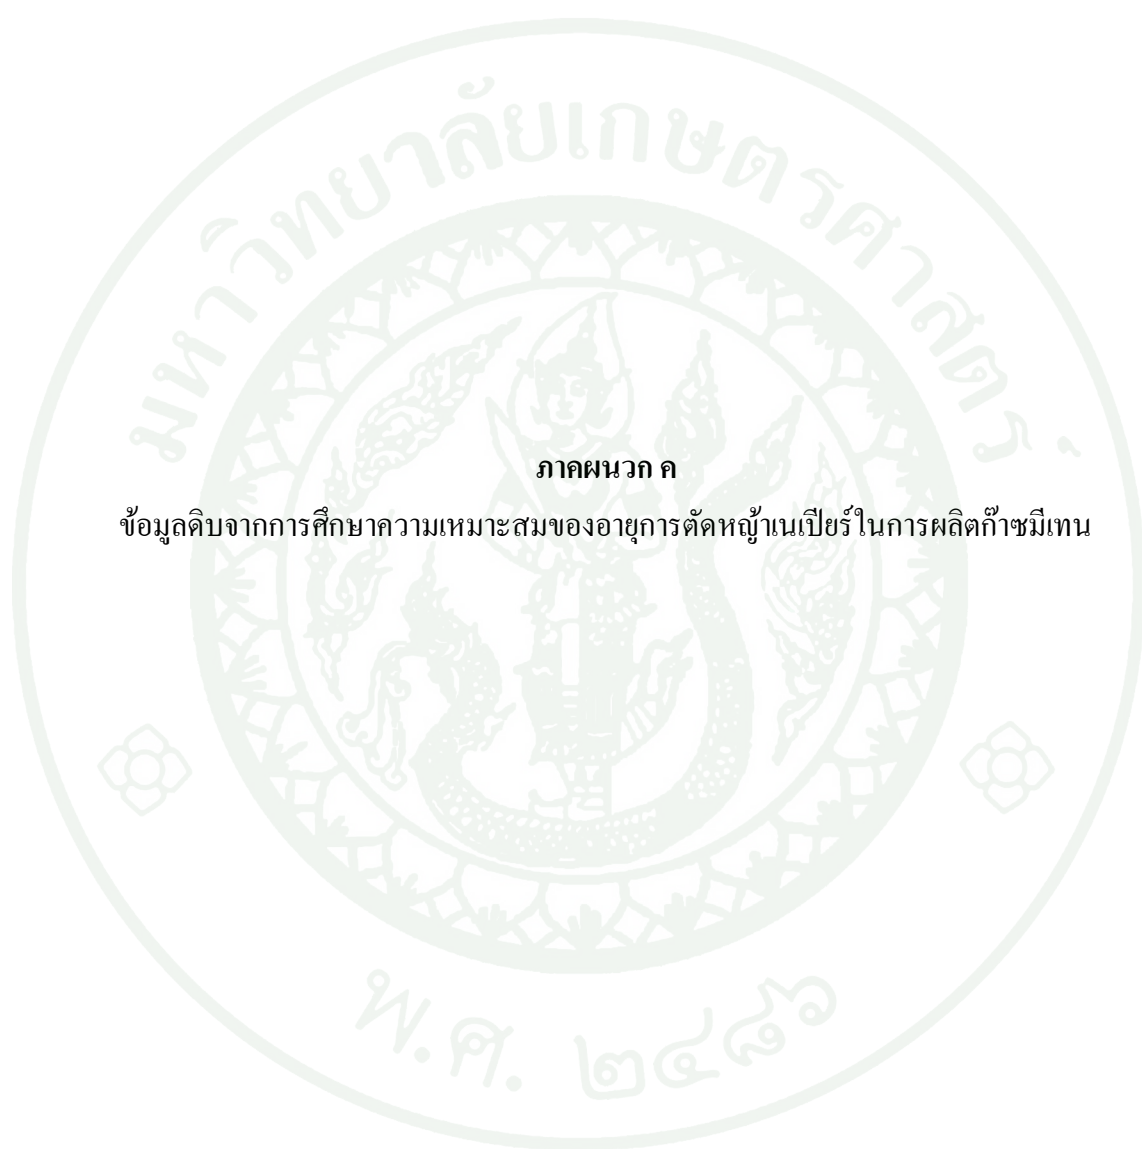 มหาวิทยาลัยเกษตรศาสตร์
ภาคผนวก ค
ข้อมูลดิบจากการศึกษาความเหมาะสมของอายุการตัดหญ้าเนเปียร์ในการผลิตก๊าซมีเทน
พ.ศ. ๒๔๘๖